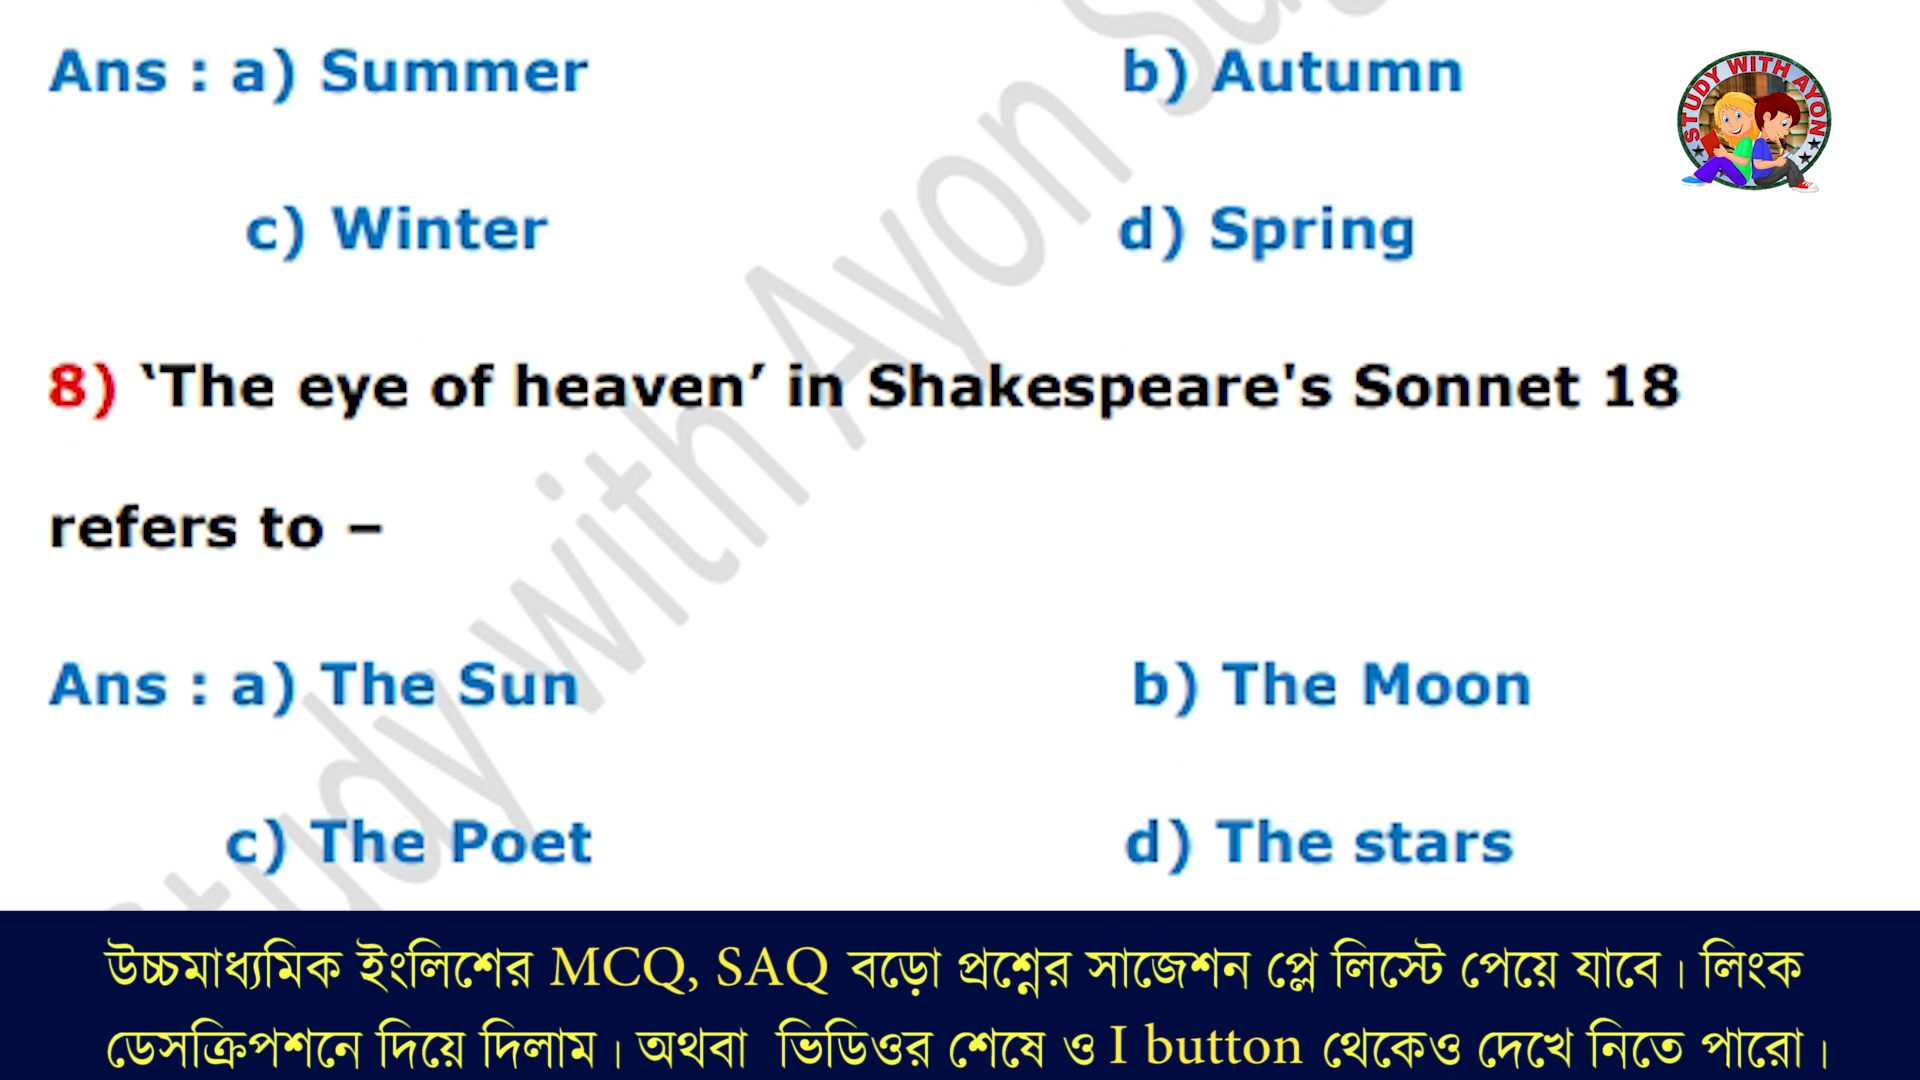 Ans : a) Summer b) Autumn
STUDY WITH AYON
c) Winter d) Spring
8) ‘The eye of heaven’ in Shakespeare's Sonnet 18
refers to –
Ans : a) The Sun b) The Moon
c) The Poet d) The stars
Study with Ayon
উচ্চমাধ্যমিক ইংলিশের MCQ, SAQ বড়ো প্রশ্নের সাজেশন প্লে লিস্টে পেয়ে যাবে। লিংক
ডেসক্রিপশনে দিয়ে দিলাম। অথবা ভিডিওর শেষে ও I button থেকেও দেখে নিতে পারো।